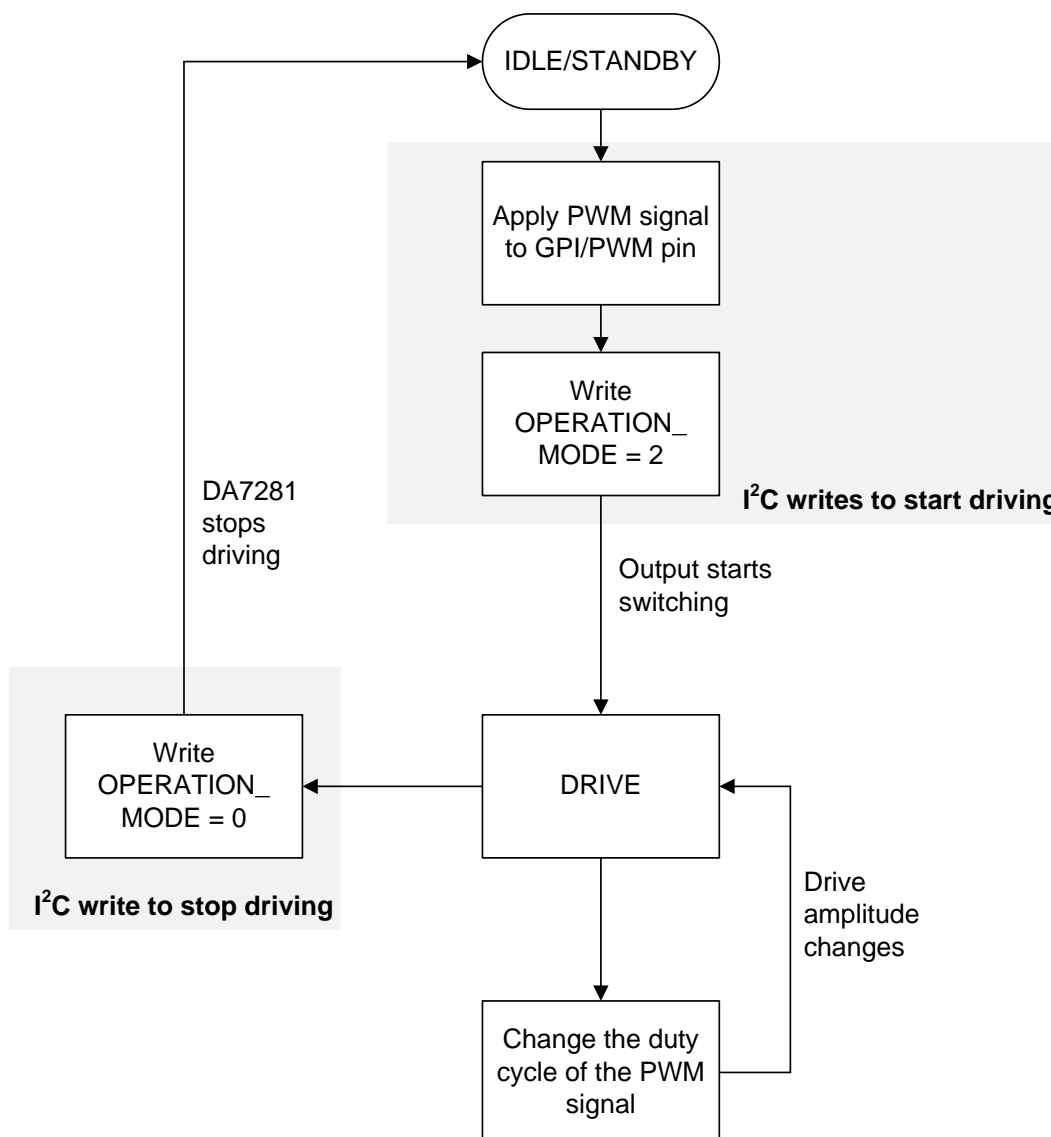 IDLE/STANDBY
Apply PWM signal
to GPI/PWM pin
Write
OPERATION_
MODE = 2
I²C writes to start driving
DA7281
stops
driving
Output starts
switching
Write
OPERATION_
MODE = 0
I²C write to stop driving
DRIVE
Drive
amplitude
changes
Change the duty
cycle of the PWM
signal